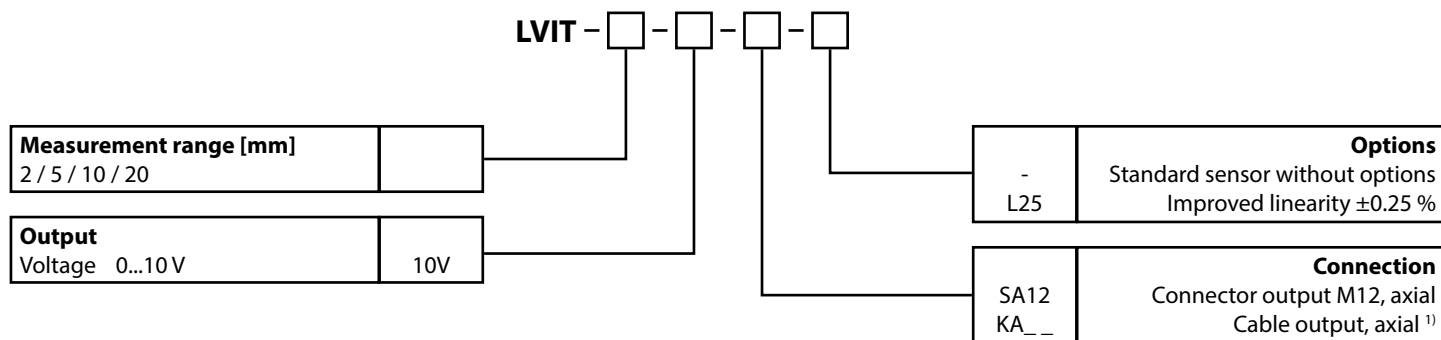 LVIT – –  –  –
Measurement range [mm]
2 / 5 / 10 / 20
Output
Voltage 0...10 V 10V
Options
- Standard sensor without options
L25 Improved linearity ±0.25 %
Connection
SA12 Connector output M12, axial
KA_ _ Cable output, axial 1)